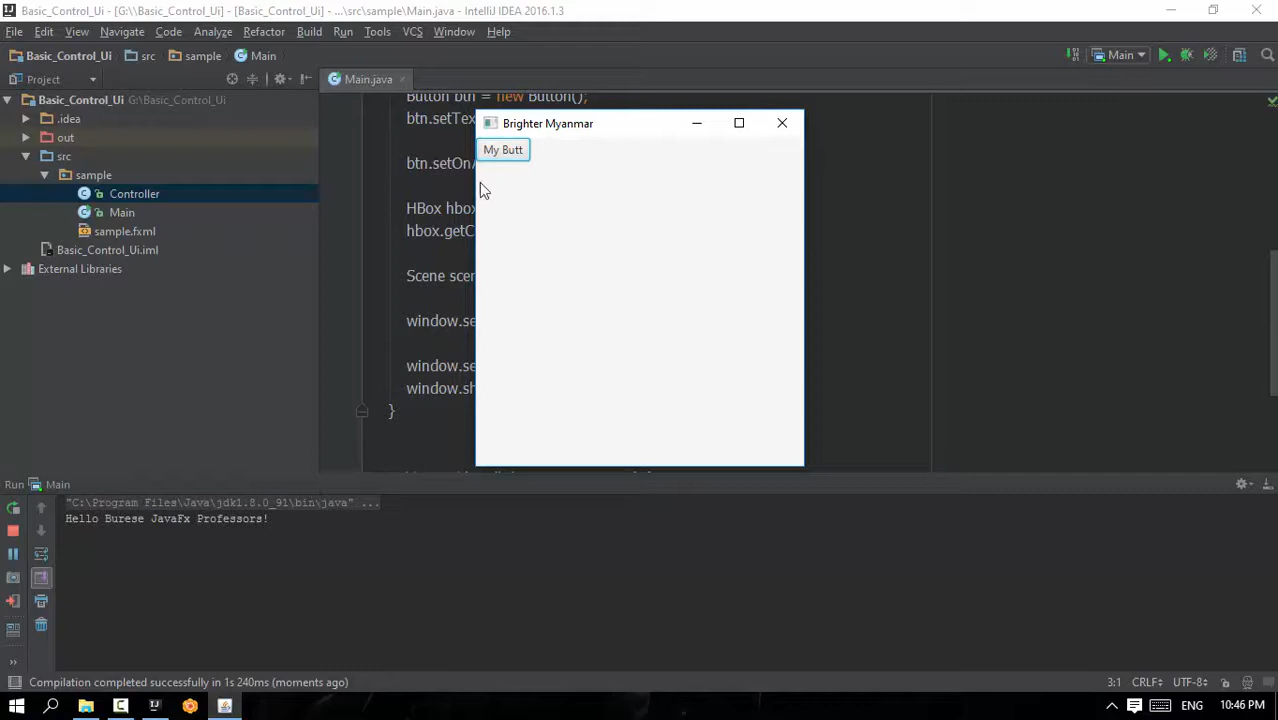 Basic_Control_Ui - [G:\\Basic_Control_Ui] - [Basic_Control_Ui] - ...\src\sample\Main.java - IntelliJ IDEA 2016.1.3
File Edit View Navigate Code Analyze Refactor Build Run Tools VCS Window Help
Basic_Control_Ui src sample Main
Main
Project
Main.java
Basic_Control_Ui G:\Basic_Control_Ui
.idea
out
src
sample
Controller
Main
sample.fxml
Basic_Control_Ui.iml
External Libraries
Button btn = new Button();
btn.setTex
btn.setOnA
HBox hbox
hbox.getC
Scene scen
window.se
window.se
window.sh
}
Brighter Myanmar
My Butt
Run Main
"C:\Program Files\Java\jdk1.8.0_91\bin\java" ...
Hello Burese JavaFx Professors!
Compilation completed successfully in 1s 240ms (moments ago)
3:1 CRLF÷ UTF-8÷
ENG 10:46 PM